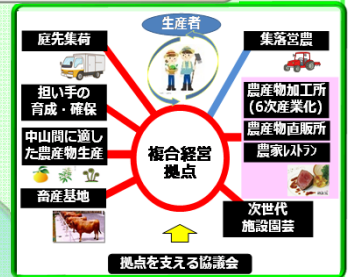 生産者
庭先集荷
集落営農
担い手の
育成・確保
農産物加工所
(6次産業化)
中山間に適し
た農産物生産
農産物直販所
農家ﾚｽﾄﾗﾝ
複合経営
拠点
畜産基地
次世代
施設園芸
拠点を支える協議会